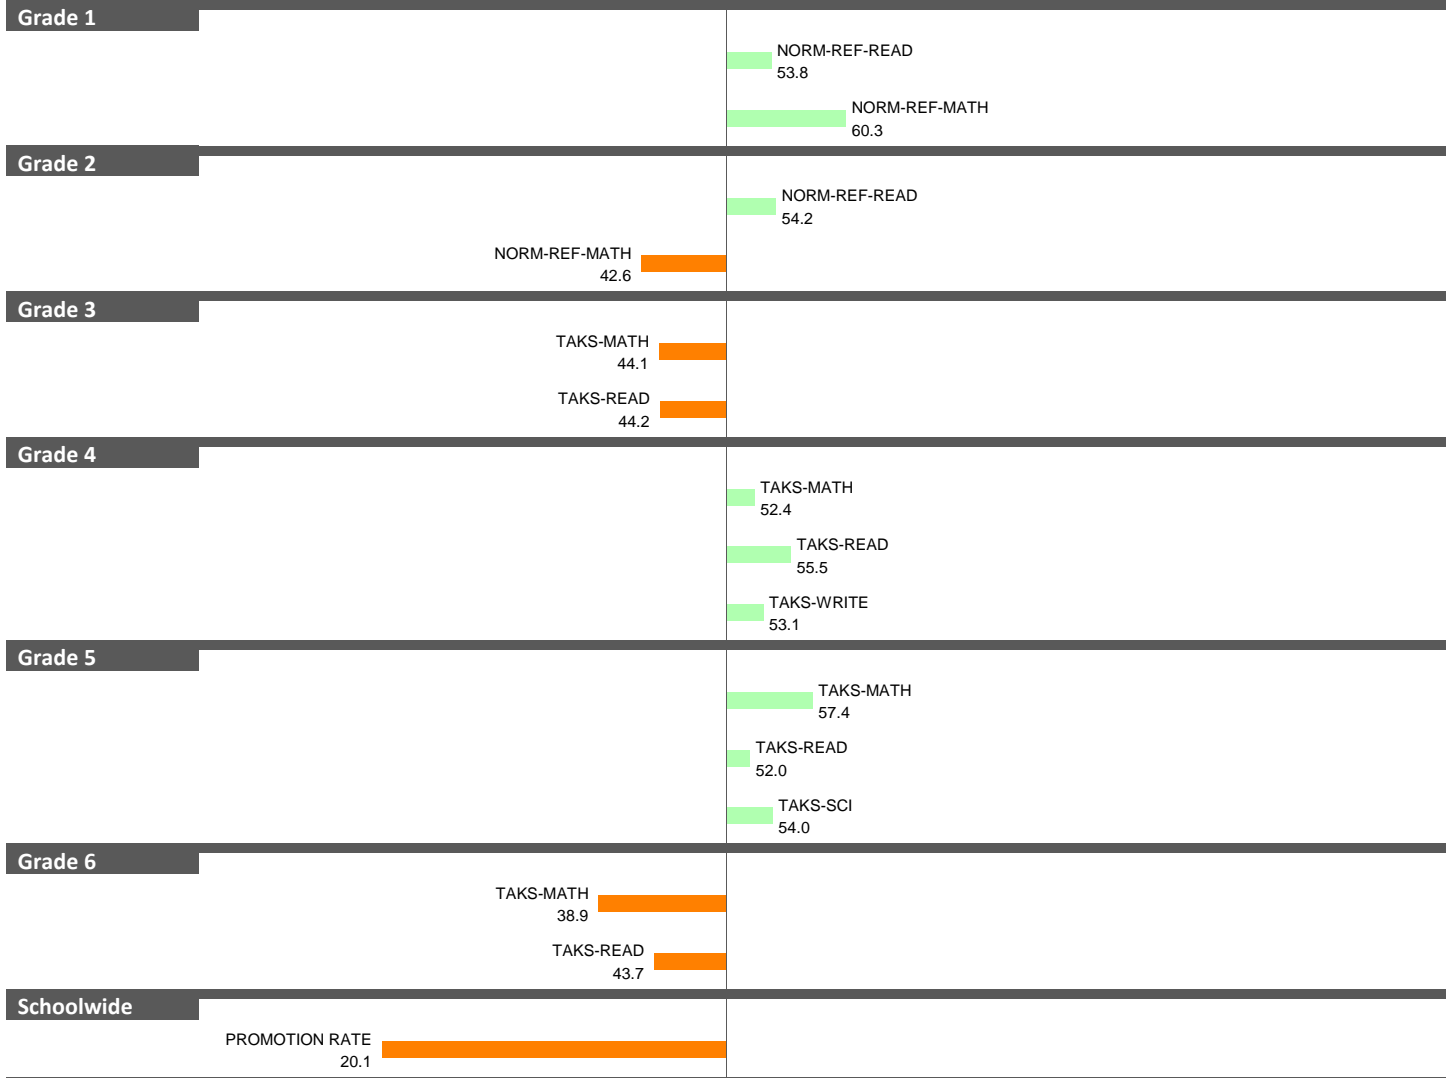 Grade 1
NORM-REF-READ
53.8
NORM-REF-MATH
60.3
Grade 2
NORM-REF-READ
54.2
NORM-REF-MATH
42.6
Grade 3
TAKS-MATH
44.1
TAKS-READ
44.2
Grade 4
TAKS-MATH
52.4
TAKS-READ
55.5
TAKS-WRITE
53.1
Grade 5
TAKS-MATH
57.4
TAKS-READ
52.0
TAKS-SCI
54.0
Grade 6
TAKS-MATH
38.9
TAKS-READ
43.7
Schoolwide
PROMOTION RATE
20.1